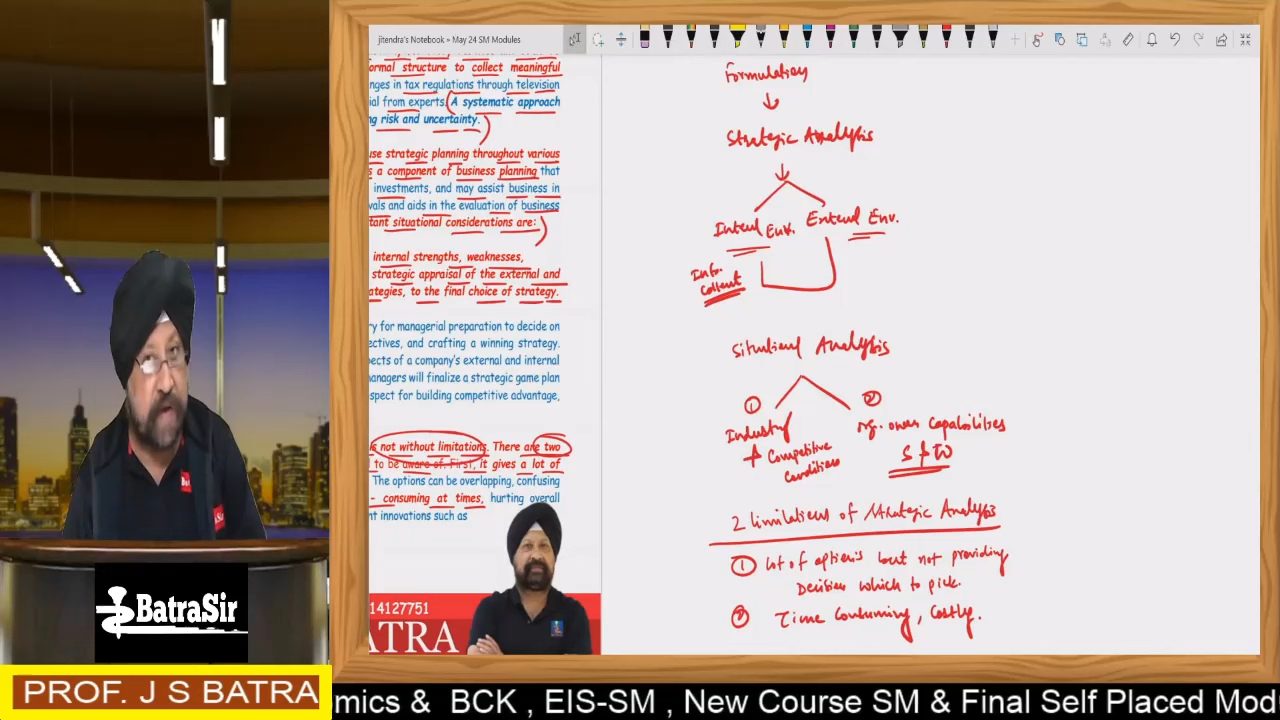 jitendra's Notebook » May 24 SM Modules
ormal structure to collect meaningful
nges in tax regulations through television
ial from experts. A systematic approach
ng risk and uncertainty.
use strategic planning throughout various
s a component of business planning that
investments, and may assist business in
vals and aids in the evaluation of business
tant situational considerations are:
internal strengths, weaknesses,
strategic appraisal of the external and
ategies, to the final choice of strategy.
ry for managerial preparation to decide on
ectives, and crafting a winning strategy.
pects of a company's external and internal
managers will finalize a strategic game plan
spect for building competitive advantage,
is not without limitations. There are two
to be aware of. First, it gives a lot of
The options can be overlapping, confusing
- consuming at times, hurting overall
nt innovations such as
14127751
ATRA
Formulation
Strategic Analysis
Internal Env. External Env.
Info.
Collect
Situational Analysis
1 2
Industry
+ Competitive
Conditions
org. own Capabilities
S & W
2 limitations of Strategic Analysis
1 lot of options but not providing
Decision which to pick.
2 Time Consuming, Costly.
BatraSir
PROF. J S BATRA
omics & BCK , EIS-SM , New Course SM & Final Self Placed Mod